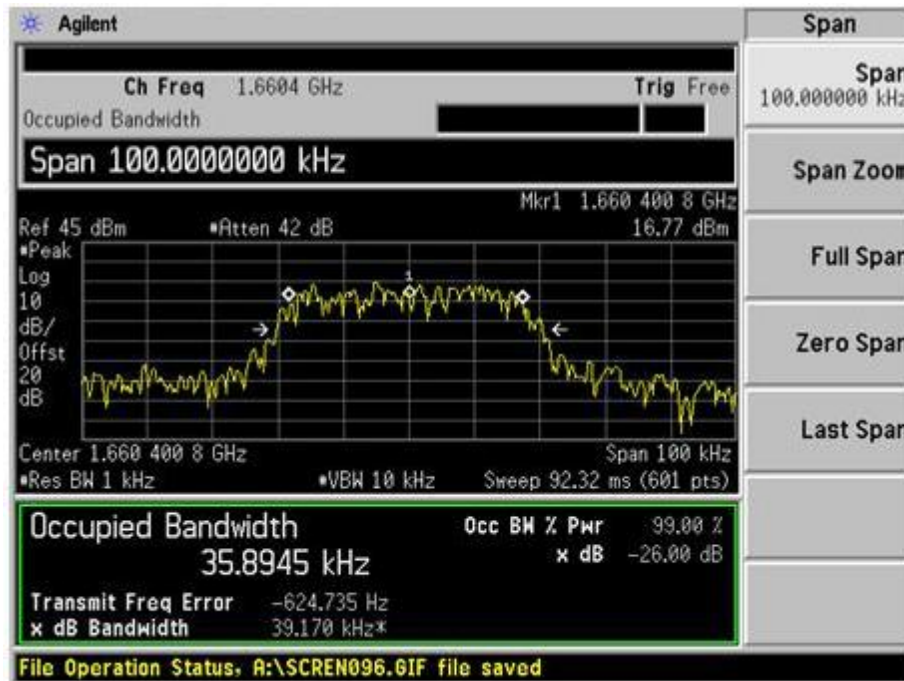 Agilent
Span
Ch Freq 1.6604 GHz
Trig Free
Occupied Bandwidth
Span 100.0000000 kHz
Mkr1 1.660 400 8 GHz
Ref 45 dBm
*Atten 42 dB
16.77 dBm
*Peak
Log
10
dB/
Offst
20
dB
1
Center 1.660 400 8 GHz
Span 100 kHz
*Res BW 1 kHz
*VBW 10 kHz
Sweep 92.32 ms (601 pts)
Occupied Bandwidth
35.8945 kHz
Occ BW % Pwr 99.00 %
x dB -26.00 dB
Transmit Freq Error -624.735 Hz
x dB Bandwidth 39.170 kHz*
File Operation Status, A:\SCREN096.GIF file saved
Span
100.000000 kHz
Span Zoom
Full Span
Zero Span
Last Span